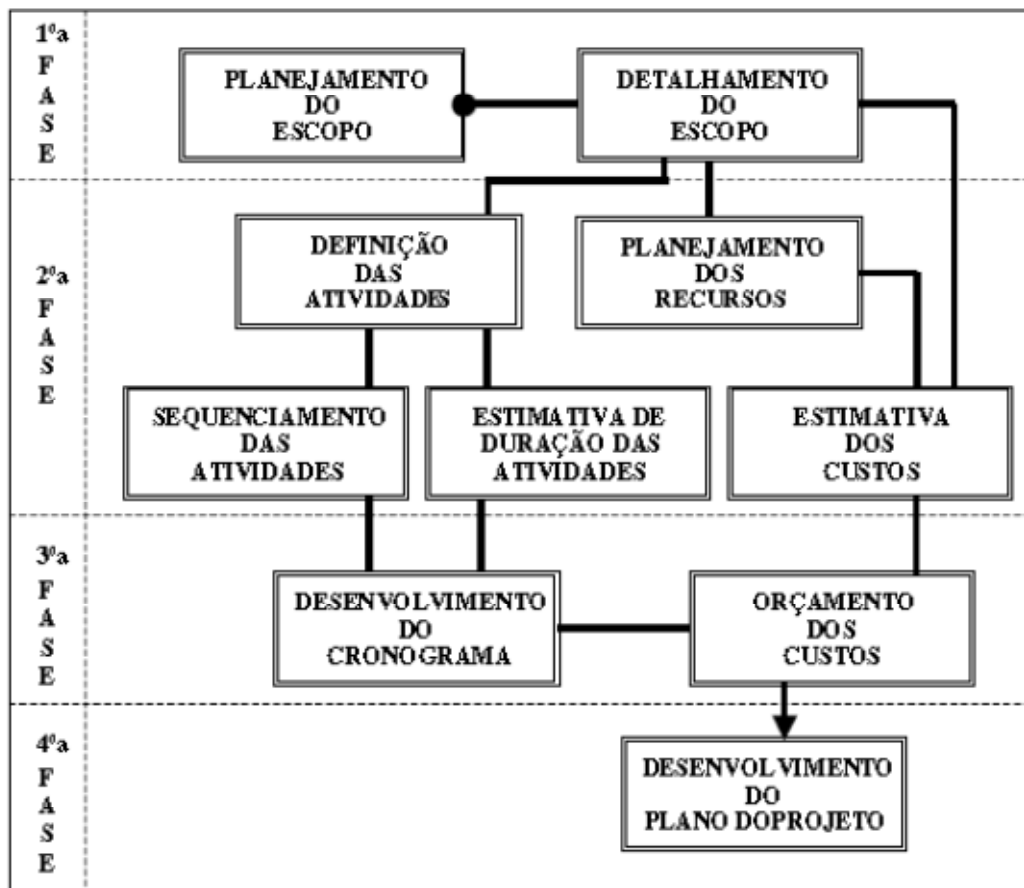 1ºa
F
A
S
E
PLANEJAMENTO
DO
ESCOPO
DETALHAMENTO
DO
ESCOPO
2ºa
F
A
S
E
DEFINIÇÃO
DAS
ATIVIDADES
PLANEJAMENTO
DOS
RECURSOS
SEQUENCIAMENTO
DAS
ATIVIDADES
ESTIMATIVA DE
DURAÇÃO DAS
ATIVIDADES
ESTIMATIVA
DOS
CUSTOS
3ºa
F
A
S
E
DESENVOLVIMENTO
DO
CRONOGRAMA
ORÇAMENTO
DOS
CUSTOS
4ºa
F
A
S
E
DESENVOLVIMENTO
DO
PLANO DOPROJETO